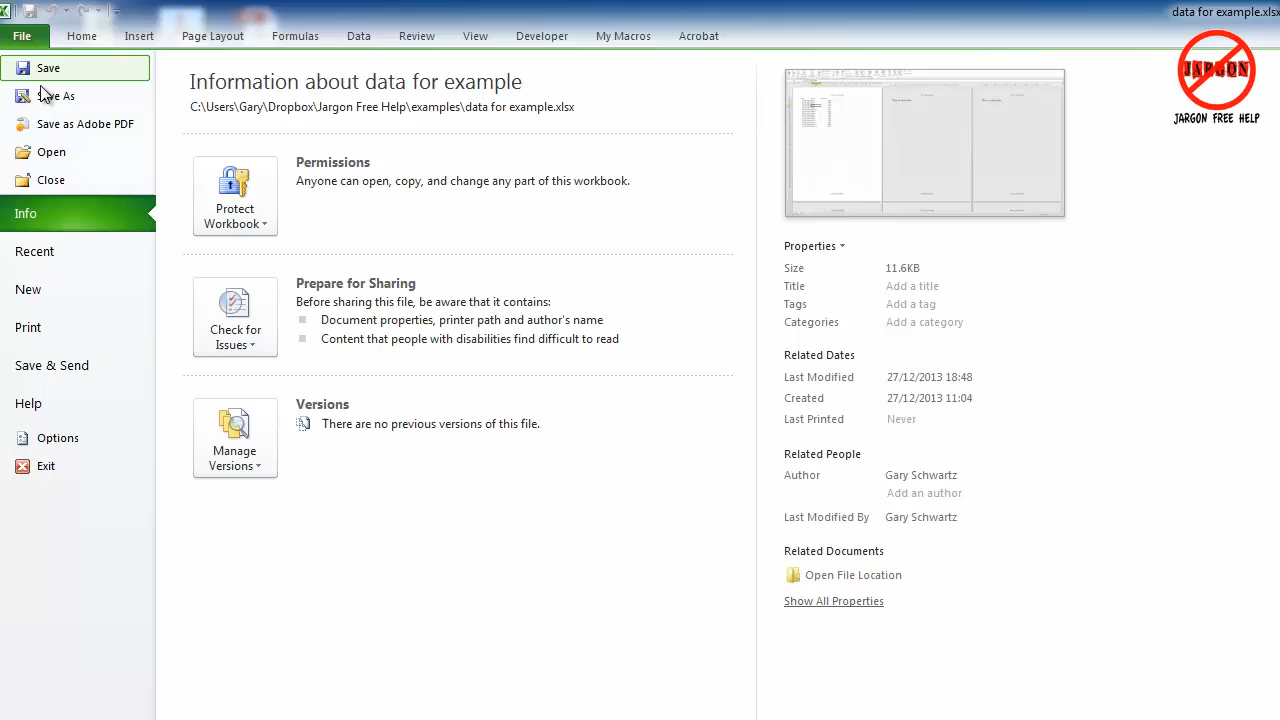 data for example.xlsx
File Home Insert Page Layout Formulas Data Review View Developer My Macros Acrobat
Save
Save As
Save as Adobe PDF
Open
Close
Info
Recent
New
Print
Save & Send
Help
Options
Exit
Information about data for example
C:\Users\Gary\Dropbox\Jargon Free Help\examples\data for example.xlsx
Protect
Workbook
Permissions
Anyone can open, copy, and change any part of this workbook.
Check for
Issues
Prepare for Sharing
Before sharing this file, be aware that it contains:
Document properties, printer path and author's name
Content that people with disabilities find difficult to read
Manage
Versions
Versions
There are no previous versions of this file.
Properties
Size 11.6KB
Title Add a title
Tags Add a tag
Categories Add a category
Related Dates
Last Modified 27/12/2013 18:48
Created 27/12/2013 11:04
Last Printed Never
Related People
Author Gary Schwartz
Add an author
Last Modified By Gary Schwartz
Related Documents
Open File Location
Show All Properties
JARGON
JARGON FREE HELP